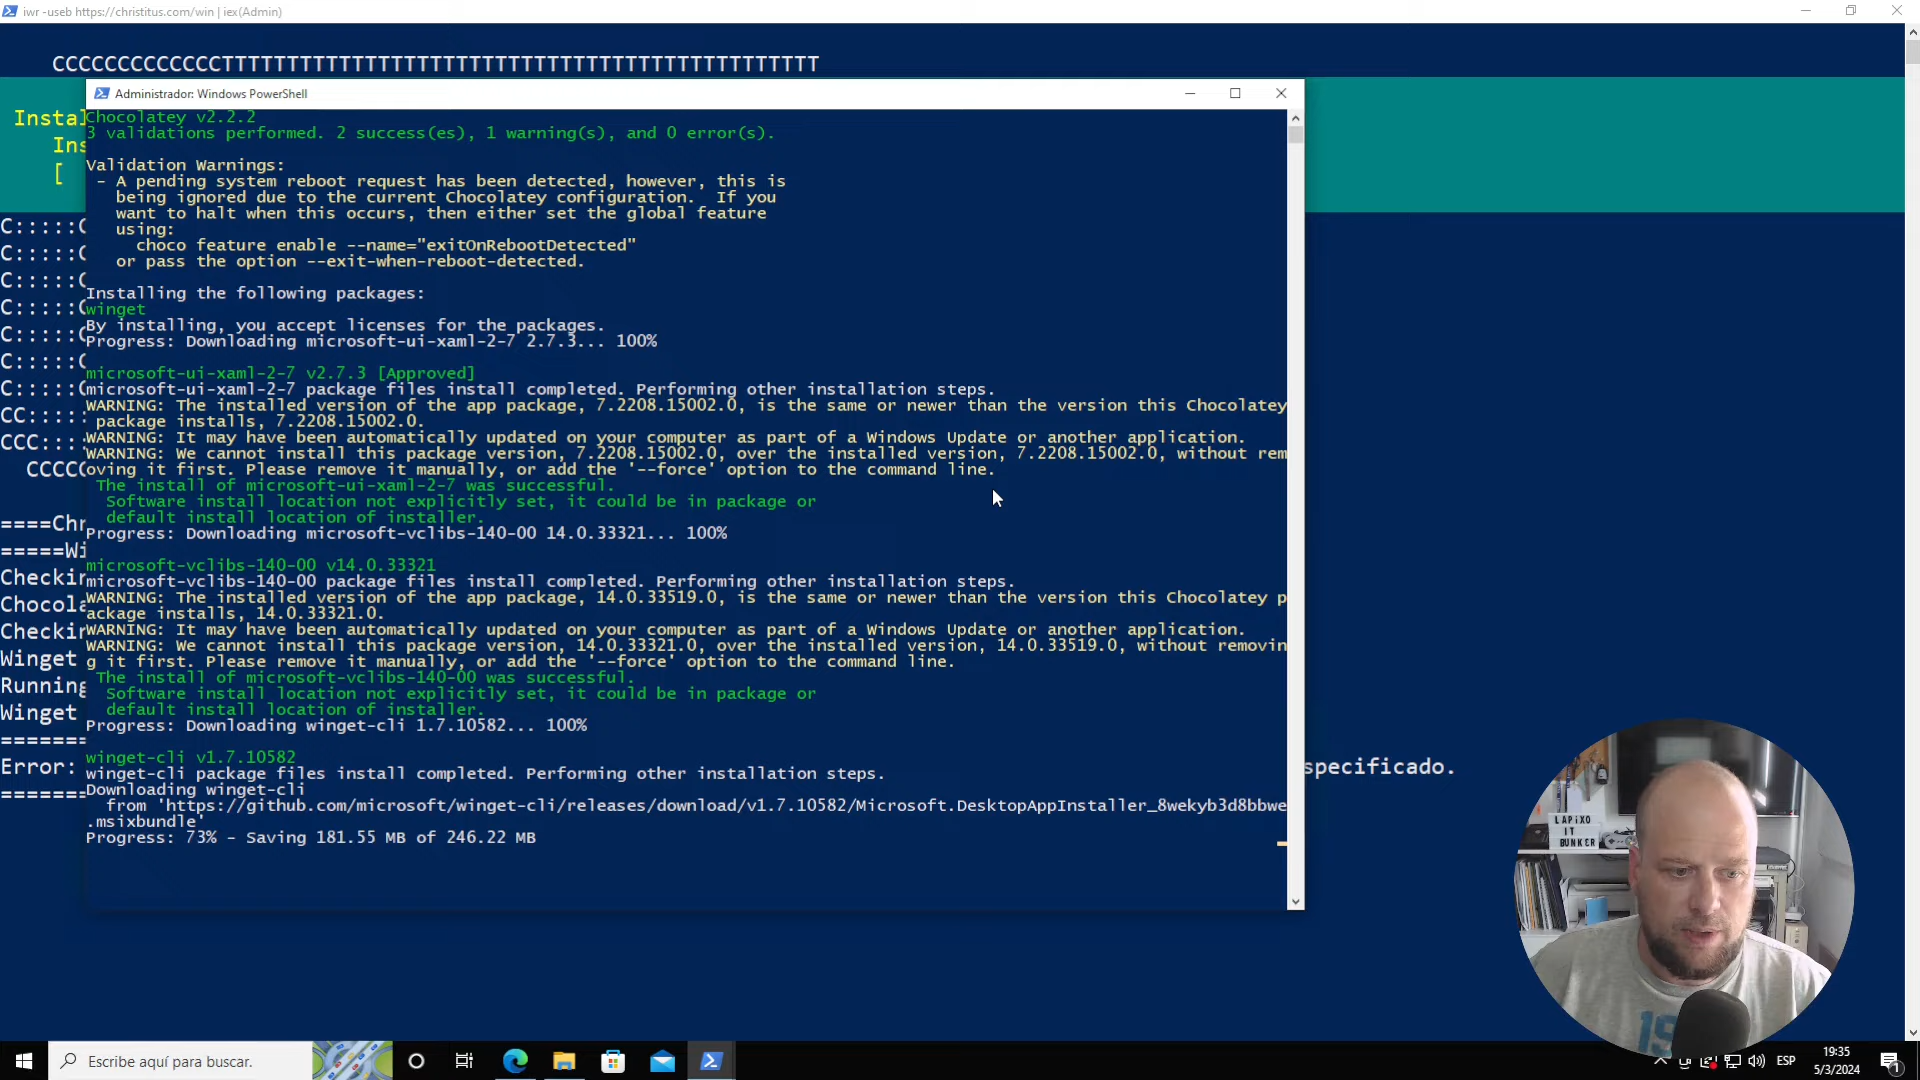 iwr -useb https://christitus.com/win | iex(Admin)
CCCCCCCCCCCCCTTTTTTTTTTTTTTTTTTTTTTTTTTTTTTTTTTTTTTTTTTTTTT
Administrador: Windows PowerShell
Chocolatey v2.2.2
3 validations performed. 2 success(es), 1 warning(s), and 0 error(s).
Validation Warnings:
- A pending system reboot request has been detected, however, this is
being ignored due to the current Chocolatey configuration.  If you
want to halt when this occurs, then either set the global feature
using:
choco feature enable --name="exitOnRebootDetected"
or pass the option --exit-when-reboot-detected.
Installing the following packages:
winget
By installing, you accept licenses for the packages.
Progress: Downloading microsoft-ui-xaml-2-7 2.7.3... 100%
microsoft-ui-xaml-2-7 v2.7.3 [Approved]
microsoft-ui-xaml-2-7 package files install completed. Performing other installation steps.
WARNING: The installed version of the app package, 7.2208.15002.0, is the same or newer than the version this Chocolatey
package installs, 7.2208.15002.0.
WARNING: It may have been automatically updated on your computer as part of a Windows Update or another application.
WARNING: We cannot install this package version, 7.2208.15002.0, over the installed version, 7.2208.15002.0, without rem
oving it first. Please remove it manually, or add the '--force' option to the command line.
The install of microsoft-ui-xaml-2-7 was successful.
Software install location not explicitly set, it could be in package or
default install location of installer.
Progress: Downloading microsoft-vclibs-140-00 14.0.33321... 100%
microsoft-vclibs-140-00 v14.0.33321
microsoft-vclibs-140-00 package files install completed. Performing other installation steps.
WARNING: The installed version of the app package, 14.0.33519.0, is the same or newer than the version this Chocolatey p
ackage installs, 14.0.33321.0.
WARNING: It may have been automatically updated on your computer as part of a Windows Update or another application.
WARNING: We cannot install this package version, 14.0.33321.0, over the installed version, 14.0.33519.0, without removin
g it first. Please remove it manually, or add the '--force' option to the command line.
The install of microsoft-vclibs-140-00 was successful.
Software install location not explicitly set, it could be in package or
default install location of installer.
Progress: Downloading winget-cli 1.7.10582... 100%
winget-cli v1.7.10582
winget-cli package files install completed. Performing other installation steps.
Downloading winget-cli
from 'https://github.com/microsoft/winget-cli/releases/download/v1.7.10582/Microsoft.DesktopAppInstaller_8wekyb3d8bbwe
.msixbundle'
Progress: 73% - Saving 181.55 MB of 246.22 MB
Instal
Ins
[
C:::::C
C:::::C
C:::::C
C:::::C
C:::::C
C:::::C
C:::::C
CC:::::
CCC::::
CCCCC
====Chr
=====Wi
Checkin
Chocola
Checkin
Winget
Running
Winget
=======
Error: specificado.
=======
LAPIXO
IT
BUNKER
19
Escribe aquí para buscar.
ESP
19:35
5/3/2024
1